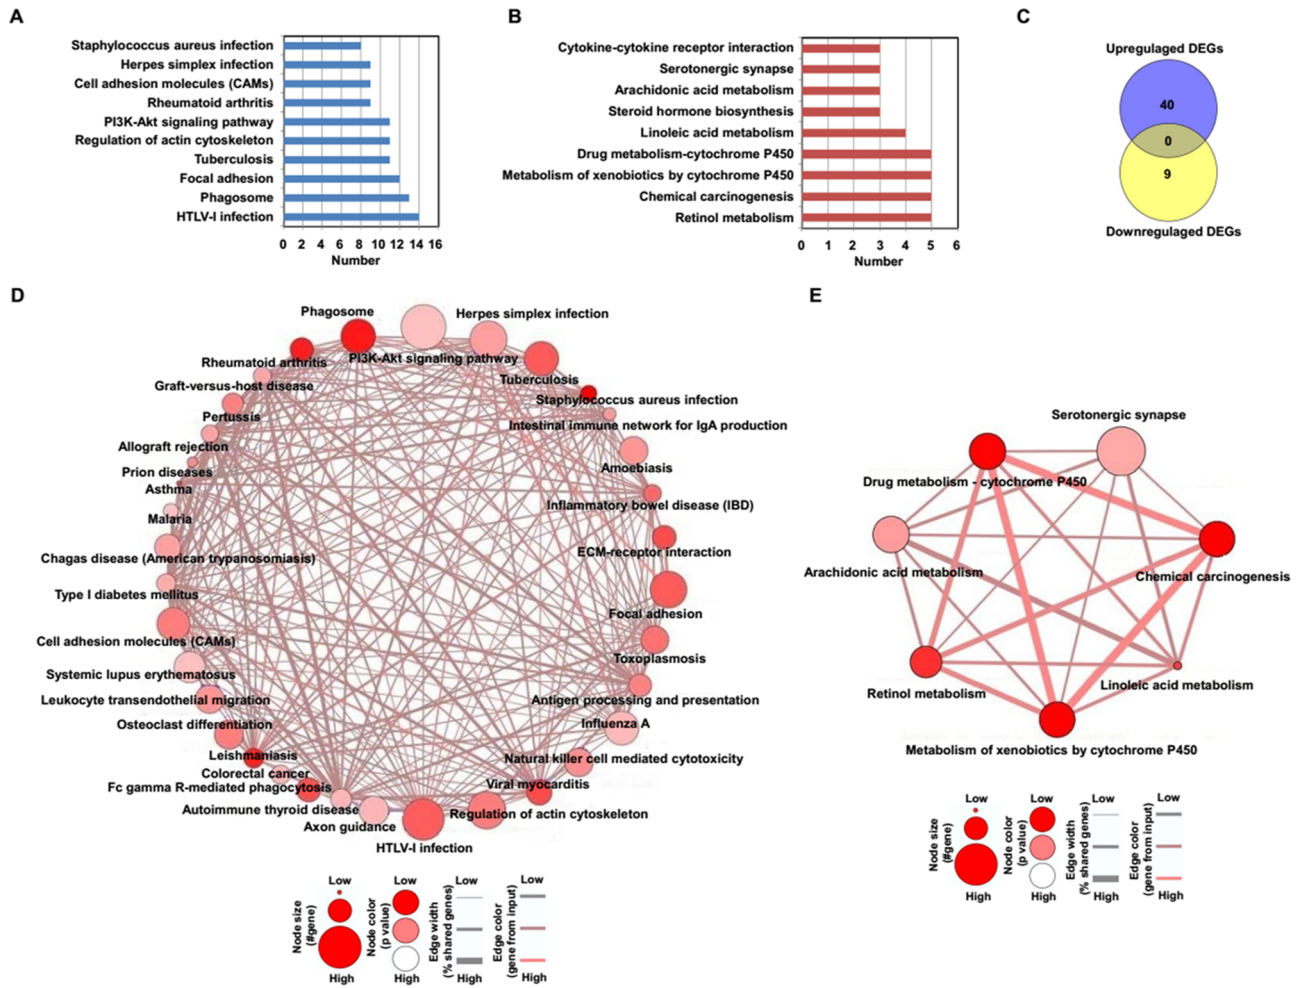 A
Staphylococcus aureus infection
Herpes simplex infection
Cell adhesion molecules (CAMs)
Rheumatoid arthritis
PI3K-Akt signaling pathway
Regulation of actin cytoskeleton
Tuberculosis
Focal adhesion
Phagosome
HTLV-I infection
0 2 4 6 8 10 12 14 16
Number
B
Cytokine-cytokine receptor interaction
Serotonergic synapse
Arachidonic acid metabolism
Steroid hormone biosynthesis
Linoleic acid metabolism
Drug metabolism-cytochrome P450
Metabolism of xenobiotics by cytochrome P450
Chemical carcinogenesis
Retinol metabolism
0 1 2 3 4 5 6
Number
C
Upregulaged DEGs
40
0
9
Downregulaged DEGs
D
Phagosome
Herpes simplex infection
Rheumatoid arthritis
PI3K-Akt signaling pathway
Graft-versus-host disease
Tuberculosis
Staphylococcus aureus infection
Pertussis
Intestinal immune network for IgA production
Allograft rejection
Amoebiasis
Prion diseases
Asthma
Inflammatory bowel disease (IBD)
Malaria
ECM-receptor interaction
Chagas disease (American trypanosomiasis)
Type I diabetes mellitus
Focal adhesion
Cell adhesion molecules (CAMs)
Toxoplasmosis
Systemic lupus erythematosus
Leukocyte transendothelial migration
Antigen processing and presentation
Osteoclast differentiation
Influenza A
Leishmaniasis
Natural killer cell mediated cytotoxicity
Colorectal cancer
Fc gamma R-mediated phagocytosis
Viral myocarditis
Autoimmune thyroid disease
Regulation of actin cytoskeleton
Axon guidance
HTLV-I infection
Node size
(#gene)
Low
High
Node color
(p value)
Low
High
Edge width
(% shared genes)
Low
High
Edge color
(gene from input)
Low
High
E
Serotonergic synapse
Drug metabolism - cytochrome P450
Arachidonic acid metabolism
Chemical carcinogenesis
Retinol metabolism
Linoleic acid metabolism
Metabolism of xenobiotics by cytochrome P450
Node size
(#gene)
Low
High
Node color
(p value)
Low
High
Edge width
(% shared genes)
Low
High
Edge color
(gene from input)
Low
High